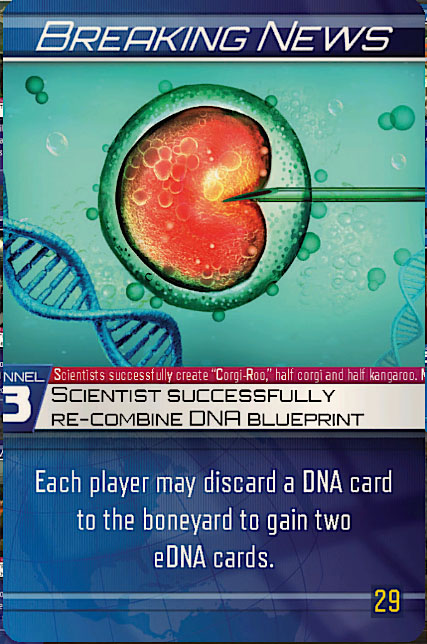 BREAKING NEWS
Scientists successfully create "Corgi-Roo," half corgi and half kangaroo.
NNEL
3
SCIENTIST SUCCESSFULLY
RE-COMBINE DNA BLUEPRINT
Each player may discard a DNA card
to the boneyard to gain two
eDNA cards.
29